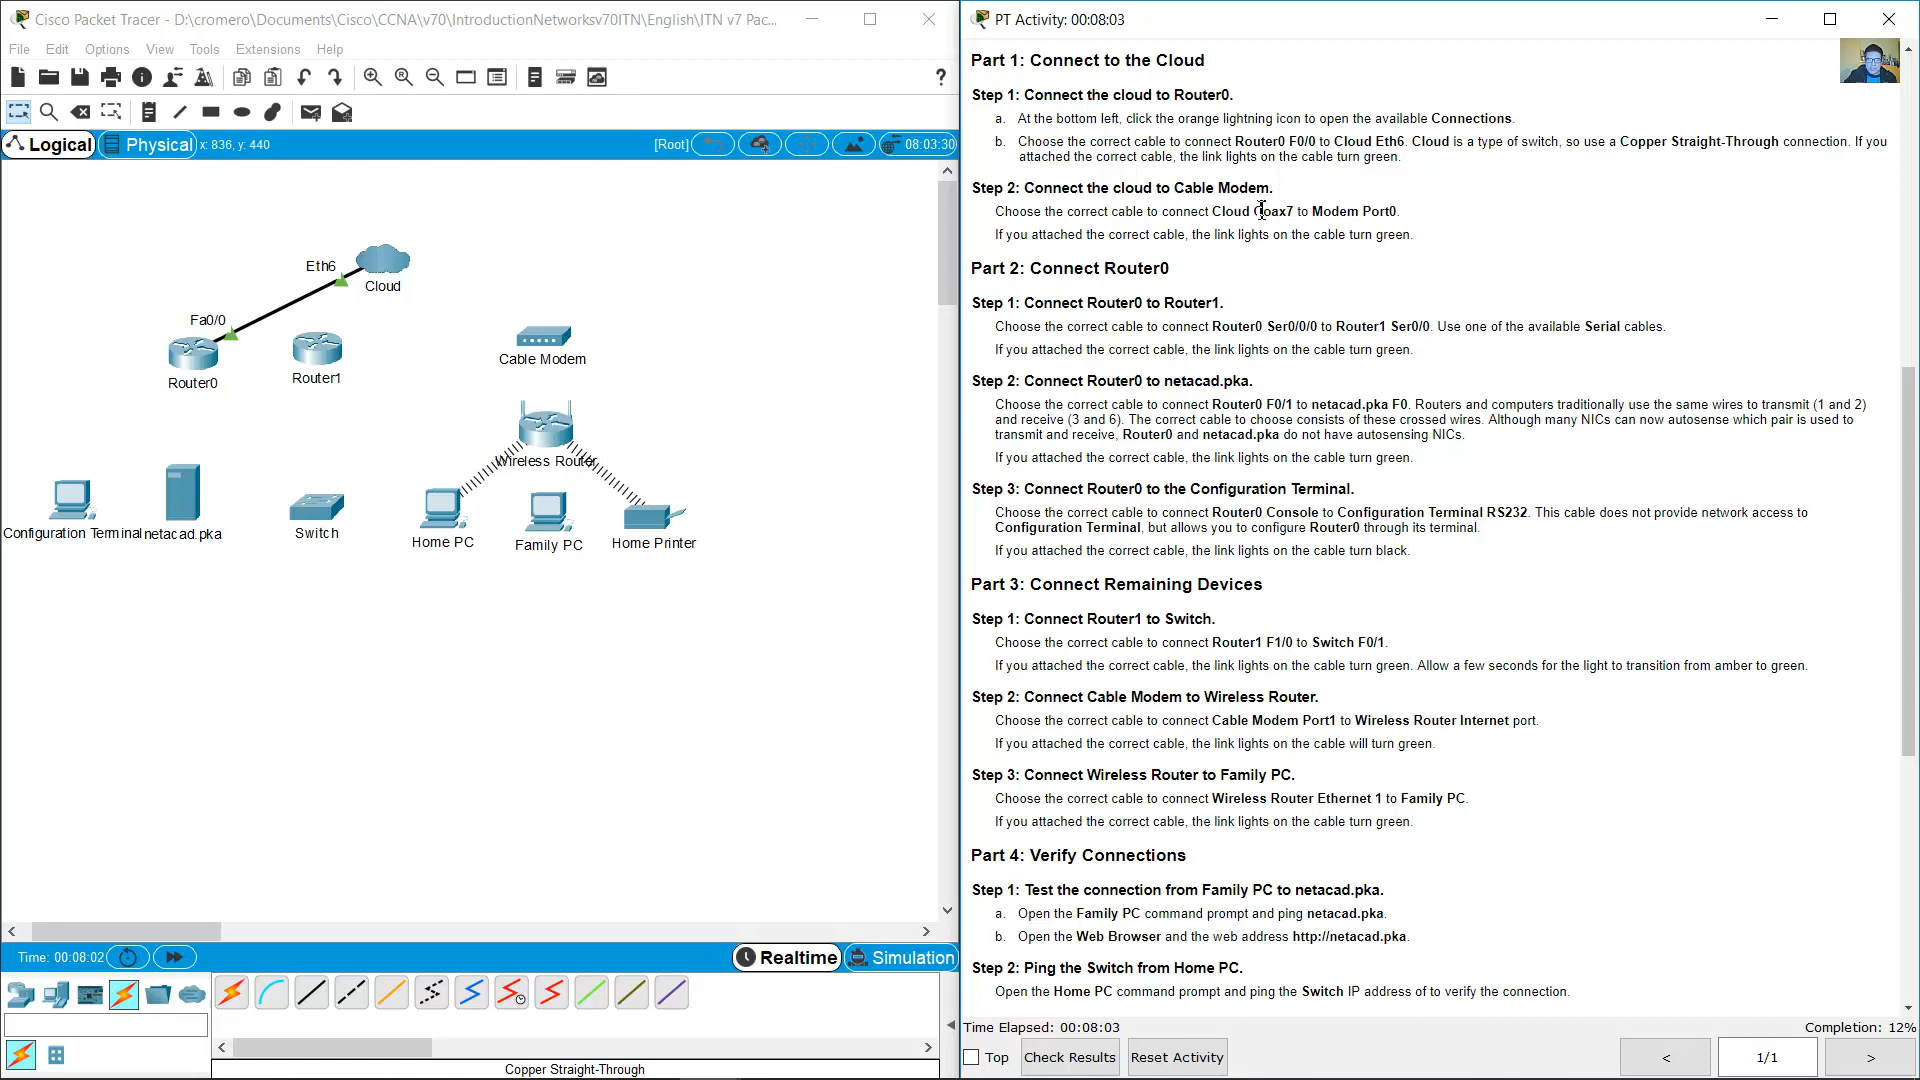 Cisco Packet Tracer - D:\cromero\Documents\Cisco\CCNA\v70\IntroductionNetworksv70ITN\English\ITN v7 Pac...
File Edit Options View Tools Extensions Help
?
Logical Physical x: 836, y: 440 [Root] 08:03:30
Eth6
Cloud
Fa0/0
Router0
Router1
Cable Modem
Wireless Router
Configuration Terminal
netacad.pka
Switch
Home PC
Family PC
Home Printer
Time: 00:08:02 Realtime Simulation
Copper Straight-Through
PT Activity: 00:08:03
Part 1: Connect to the Cloud
Step 1: Connect the cloud to Router0.
a. At the bottom left, click the orange lightning icon to open the available Connections.
b. Choose the correct cable to connect Router0 F0/0 to Cloud Eth6. Cloud is a type of switch, so use a Copper Straight-Through connection. If you
attached the correct cable, the link lights on the cable turn green.
Step 2: Connect the cloud to Cable Modem.
Choose the correct cable to connect Cloud Coax7 to Modem Port0.
If you attached the correct cable, the link lights on the cable turn green.
Part 2: Connect Router0
Step 1: Connect Router0 to Router1.
Choose the correct cable to connect Router0 Ser0/0/0 to Router1 Ser0/0. Use one of the available Serial cables.
If you attached the correct cable, the link lights on the cable turn green.
Step 2: Connect Router0 to netacad.pka.
Choose the correct cable to connect Router0 F0/1 to netacad.pka F0. Routers and computers traditionally use the same wires to transmit (1 and 2)
and receive (3 and 6). The correct cable to choose consists of these crossed wires. Although many NICs can now autosense which pair is used to
transmit and receive, Router0 and netacad.pka do not have autosensing NICs.
If you attached the correct cable, the link lights on the cable turn green.
Step 3: Connect Router0 to the Configuration Terminal.
Choose the correct cable to connect Router0 Console to Configuration Terminal RS232. This cable does not provide network access to
Configuration Terminal, but allows you to configure Router0 through its terminal.
If you attached the correct cable, the link lights on the cable turn black.
Part 3: Connect Remaining Devices
Step 1: Connect Router1 to Switch.
Choose the correct cable to connect Router1 F1/0 to Switch F0/1.
If you attached the correct cable, the link lights on the cable turn green. Allow a few seconds for the light to transition from amber to green.
Step 2: Connect Cable Modem to Wireless Router.
Choose the correct cable to connect Cable Modem Port1 to Wireless Router Internet port.
If you attached the correct cable, the link lights on the cable will turn green.
Step 3: Connect Wireless Router to Family PC.
Choose the correct cable to connect Wireless Router Ethernet 1 to Family PC.
If you attached the correct cable, the link lights on the cable turn green.
Part 4: Verify Connections
Step 1: Test the connection from Family PC to netacad.pka.
a. Open the Family PC command prompt and ping netacad.pka.
b. Open the Web Browser and the web address http://netacad.pka.
Step 2: Ping the Switch from Home PC.
Open the Home PC command prompt and ping the Switch IP address of to verify the connection.
Time Elapsed: 00:08:03 Completion: 12%
Top Check Results Reset Activity < 1/1 >